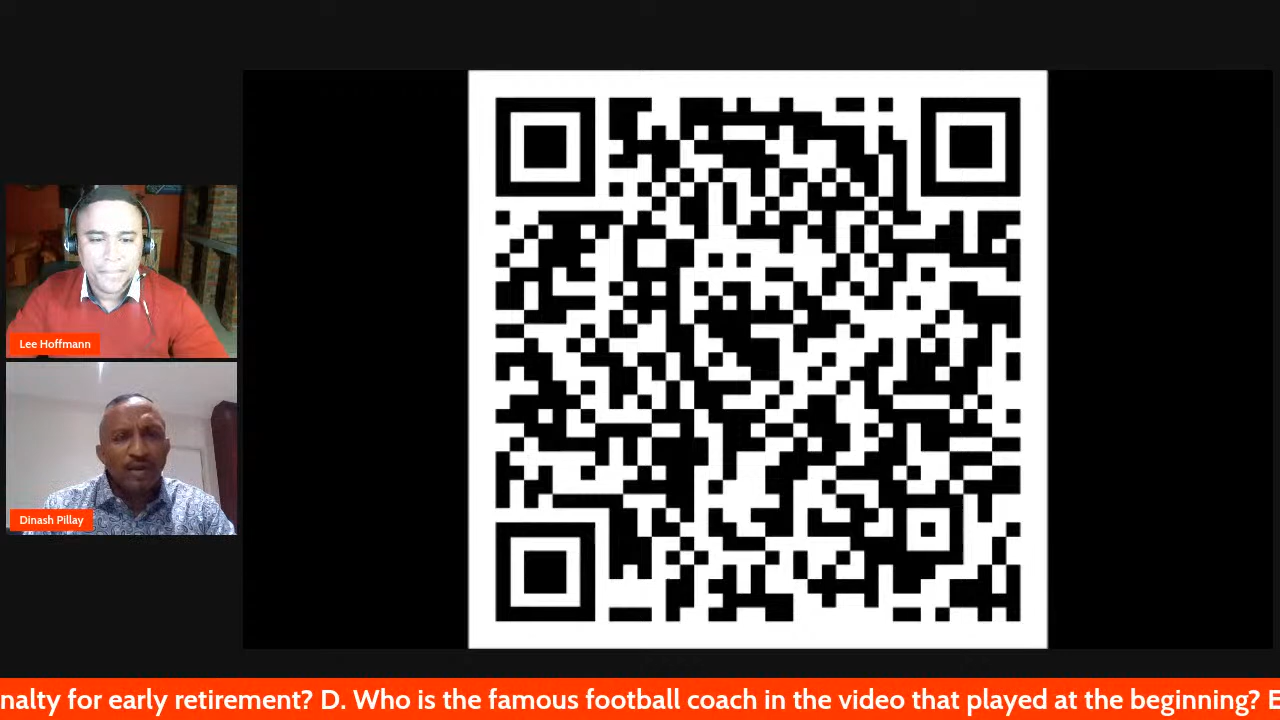 Lee Hoffmann
Dinash Pillay
nalty for early retirement? D. Who is the famous football coach in the video that played at the beginning? E